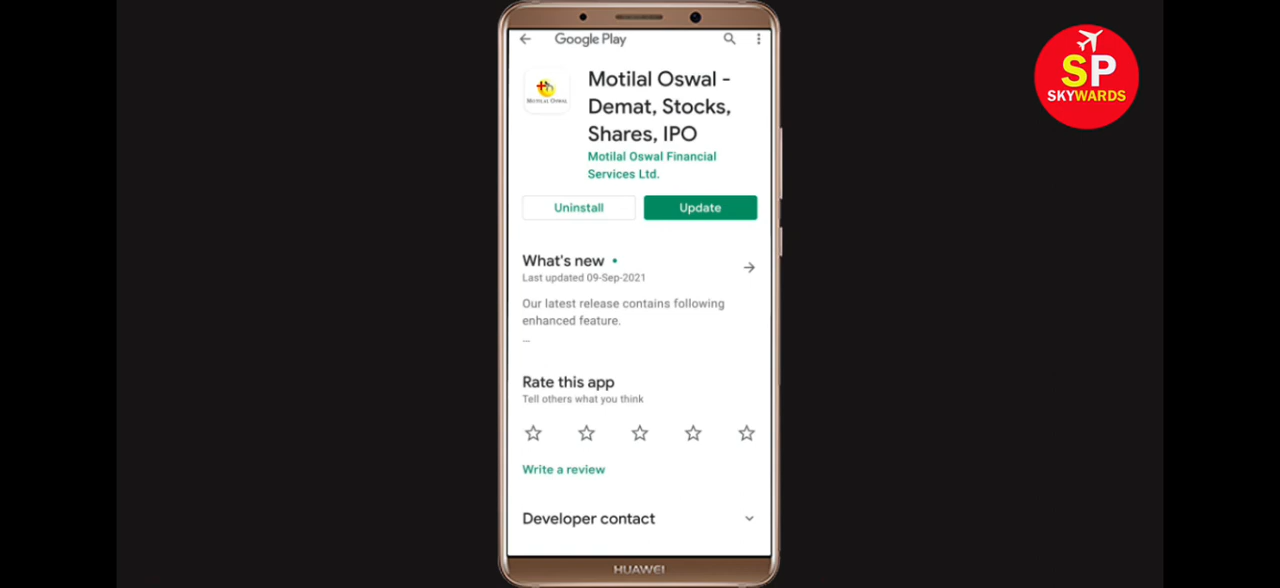 Google Play
SP
SKYWARDS
MOTILAL OSWAL
Motilal Oswal -
Demat, Stocks,
Shares, IPO
Motilal Oswal Financial
Services Ltd.
Uninstall
Update
What's new
Last updated 09-Sep-2021
Our latest release contains following
enhanced feature.
...
Rate this app
Tell others what you think
Write a review
Developer contact
HUAWEI